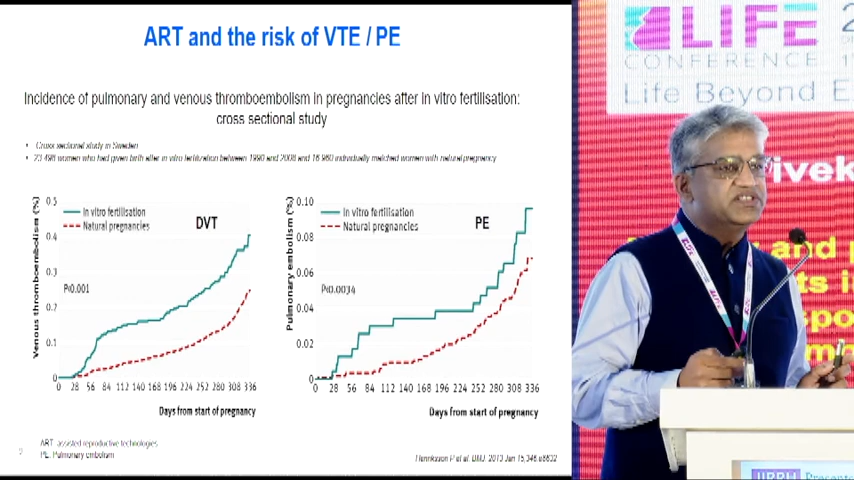 ART and the risk of VTE / PE
Incidence of pulmonary and venous thromboembolism in pregnancies after in vitro fertilisation:
cross sectional study
• Cross sectional study in Sweden
• 23 498 women who had given birth after in vitro fertilization between 1990 and 2008 and 116 960 individually matched women with natural pregnancy
Venous thromboembolism (%)
0.5
0.4
0.3
0.2
0.1
0
In vitro fertilisation
Natural pregnancies
DVT
P<0.001
0 28 56 84 112 140 168 196 224 252 280 308 336
Days from start of pregnancy
Pulmonary embolism (%)
0.10
0.08
0.06
0.04
0.02
0
In vitro fertilisation
Natural pregnancies
PE
P<0.0034
0 28 56 84 112 140 168 196 224 252 280 308 336
Days from start of pregnancy
2
ART: assisted reproductive technologies
PE: Pulmonary embolism
Henriksson P et al. BMJ. 2013 Jan 15;346:e8632
LIFE
CONFERENCE
Life Beyond
ivek